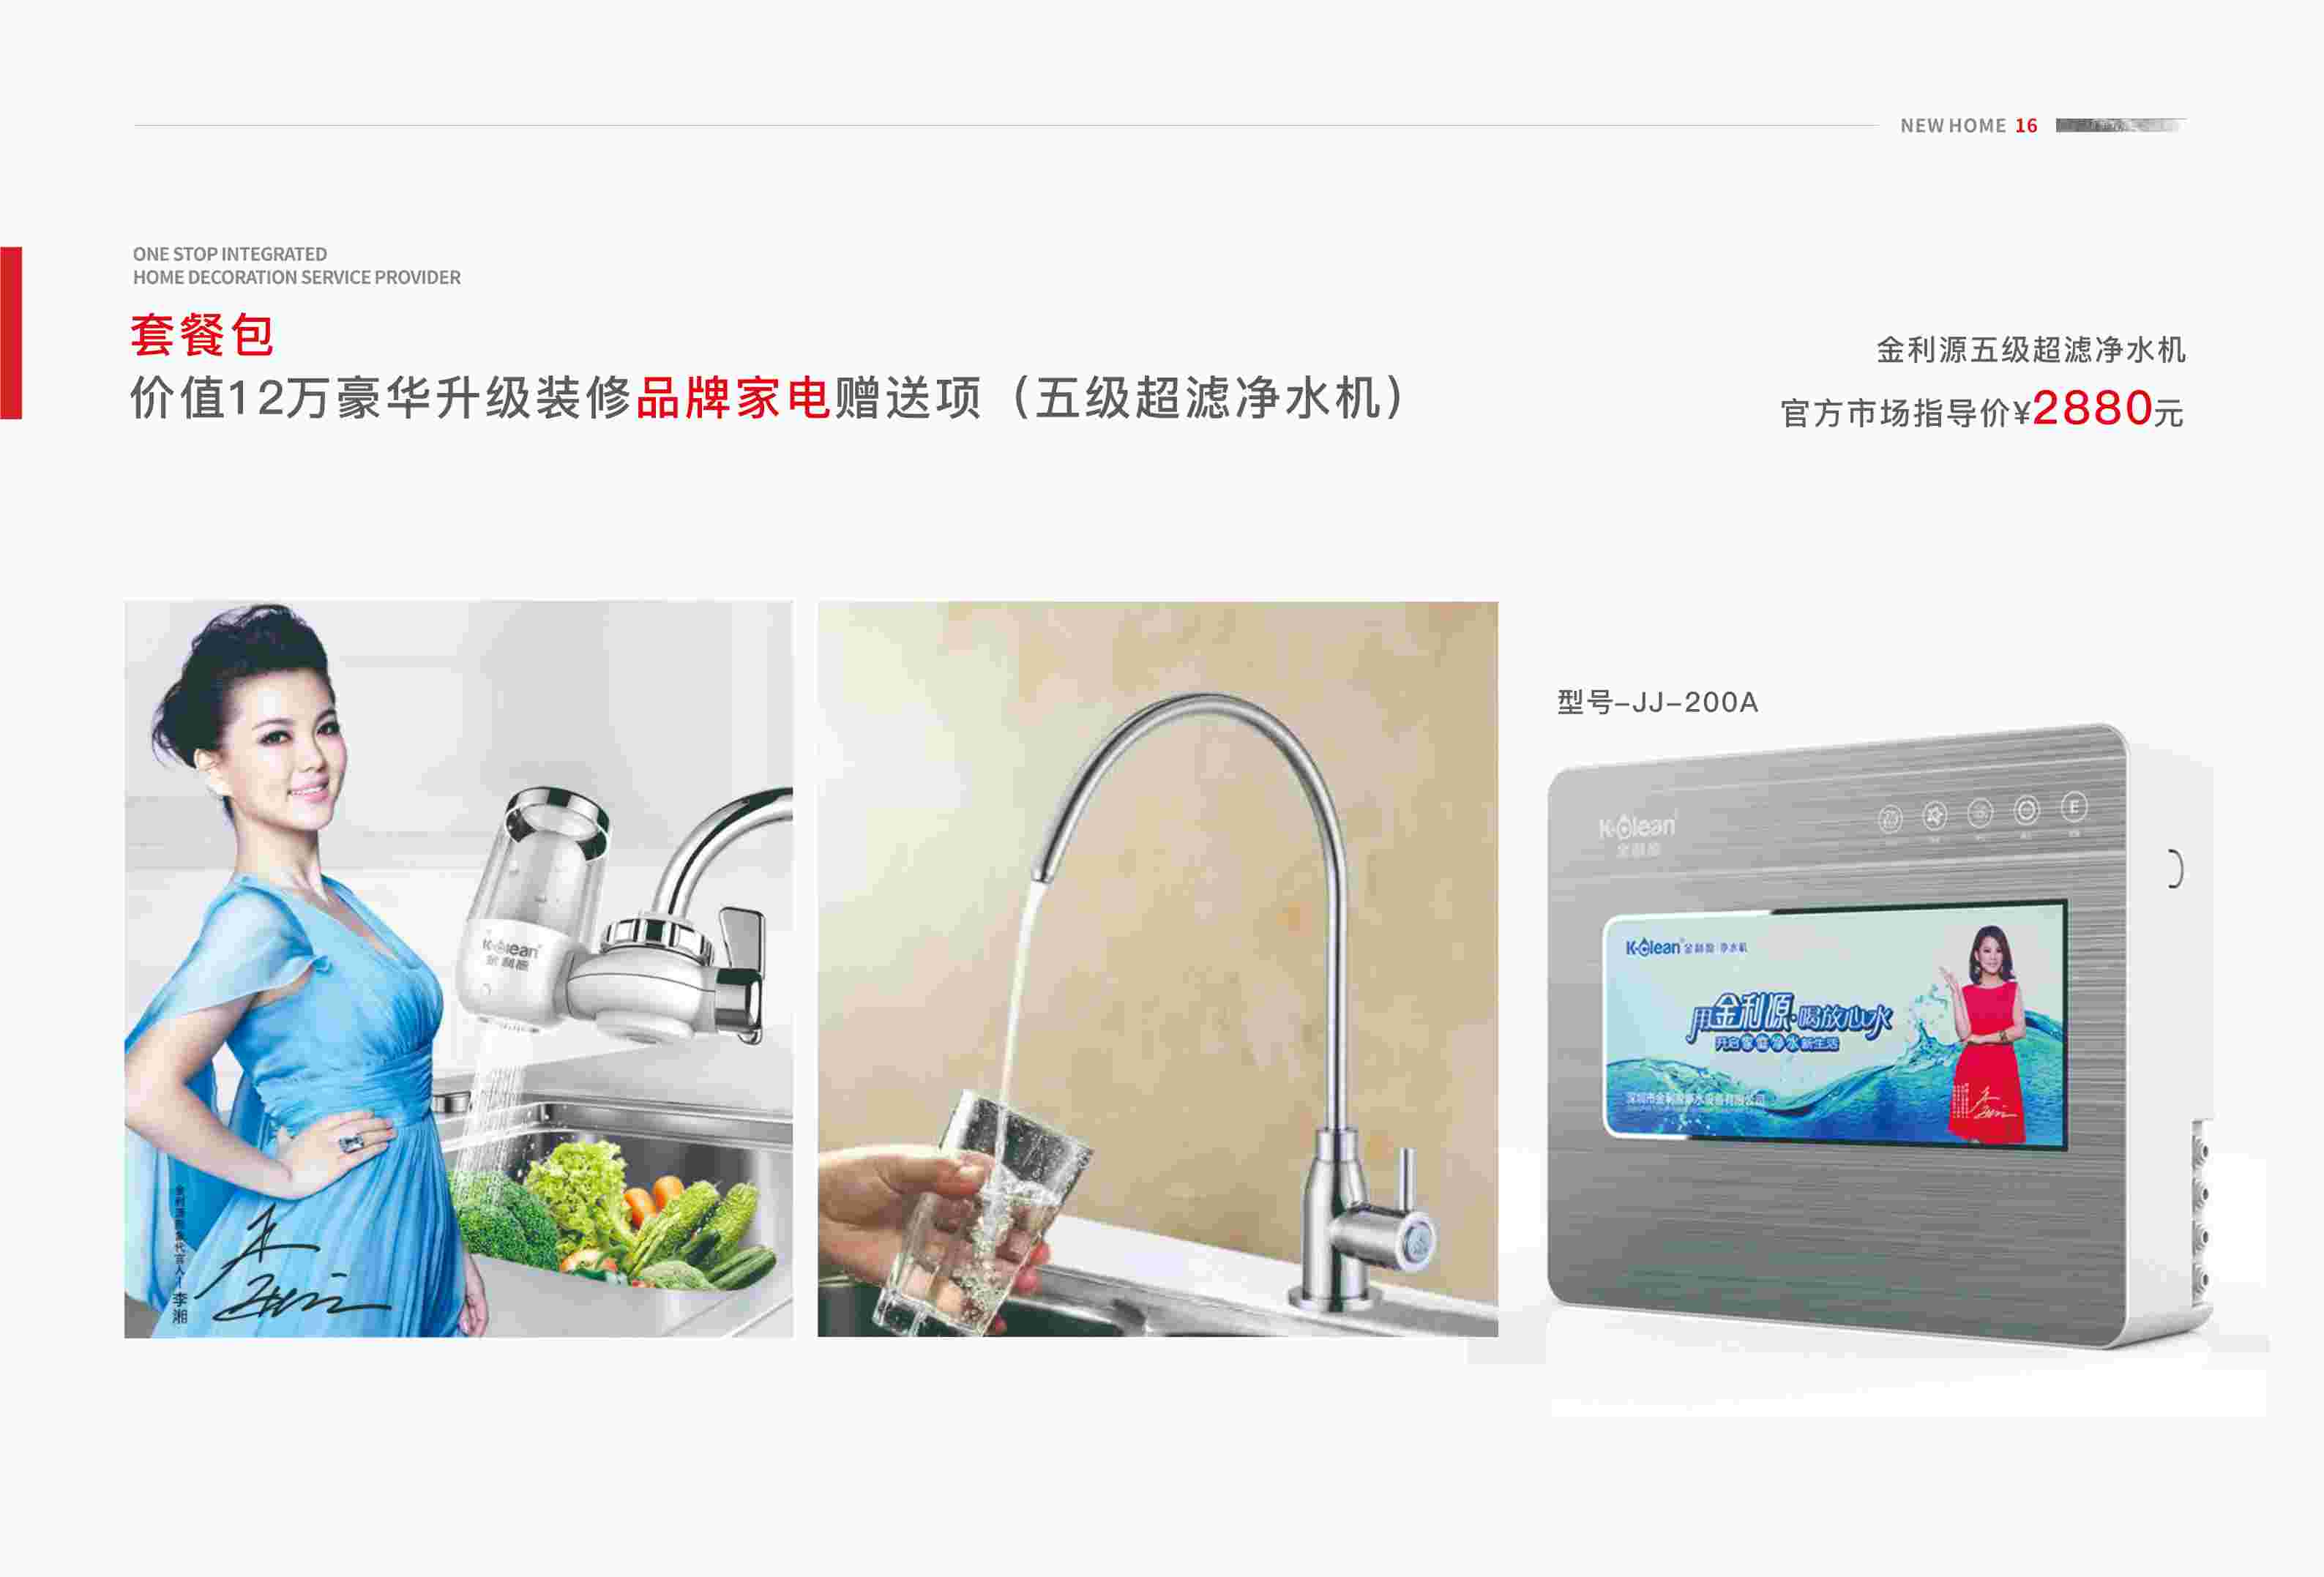 NEW HOME 16
ONE STOP INTEGRATED
HOME DECORATION SERVICE PROVIDER
套餐包
价值12万豪华升级装修品牌家电赠送项（五级超滤净水机）
金利源五级超滤净水机
官方市场指导价¥2880元
K-Clean
金利源
金利源形象代言人-李湘
型号-JJ-200A
K-Clean
金利源
E
K-Clean 金利源 净水机
用金利源·喝放心水
开启家庭净水新生活
深圳市金利源净水设备有限公司